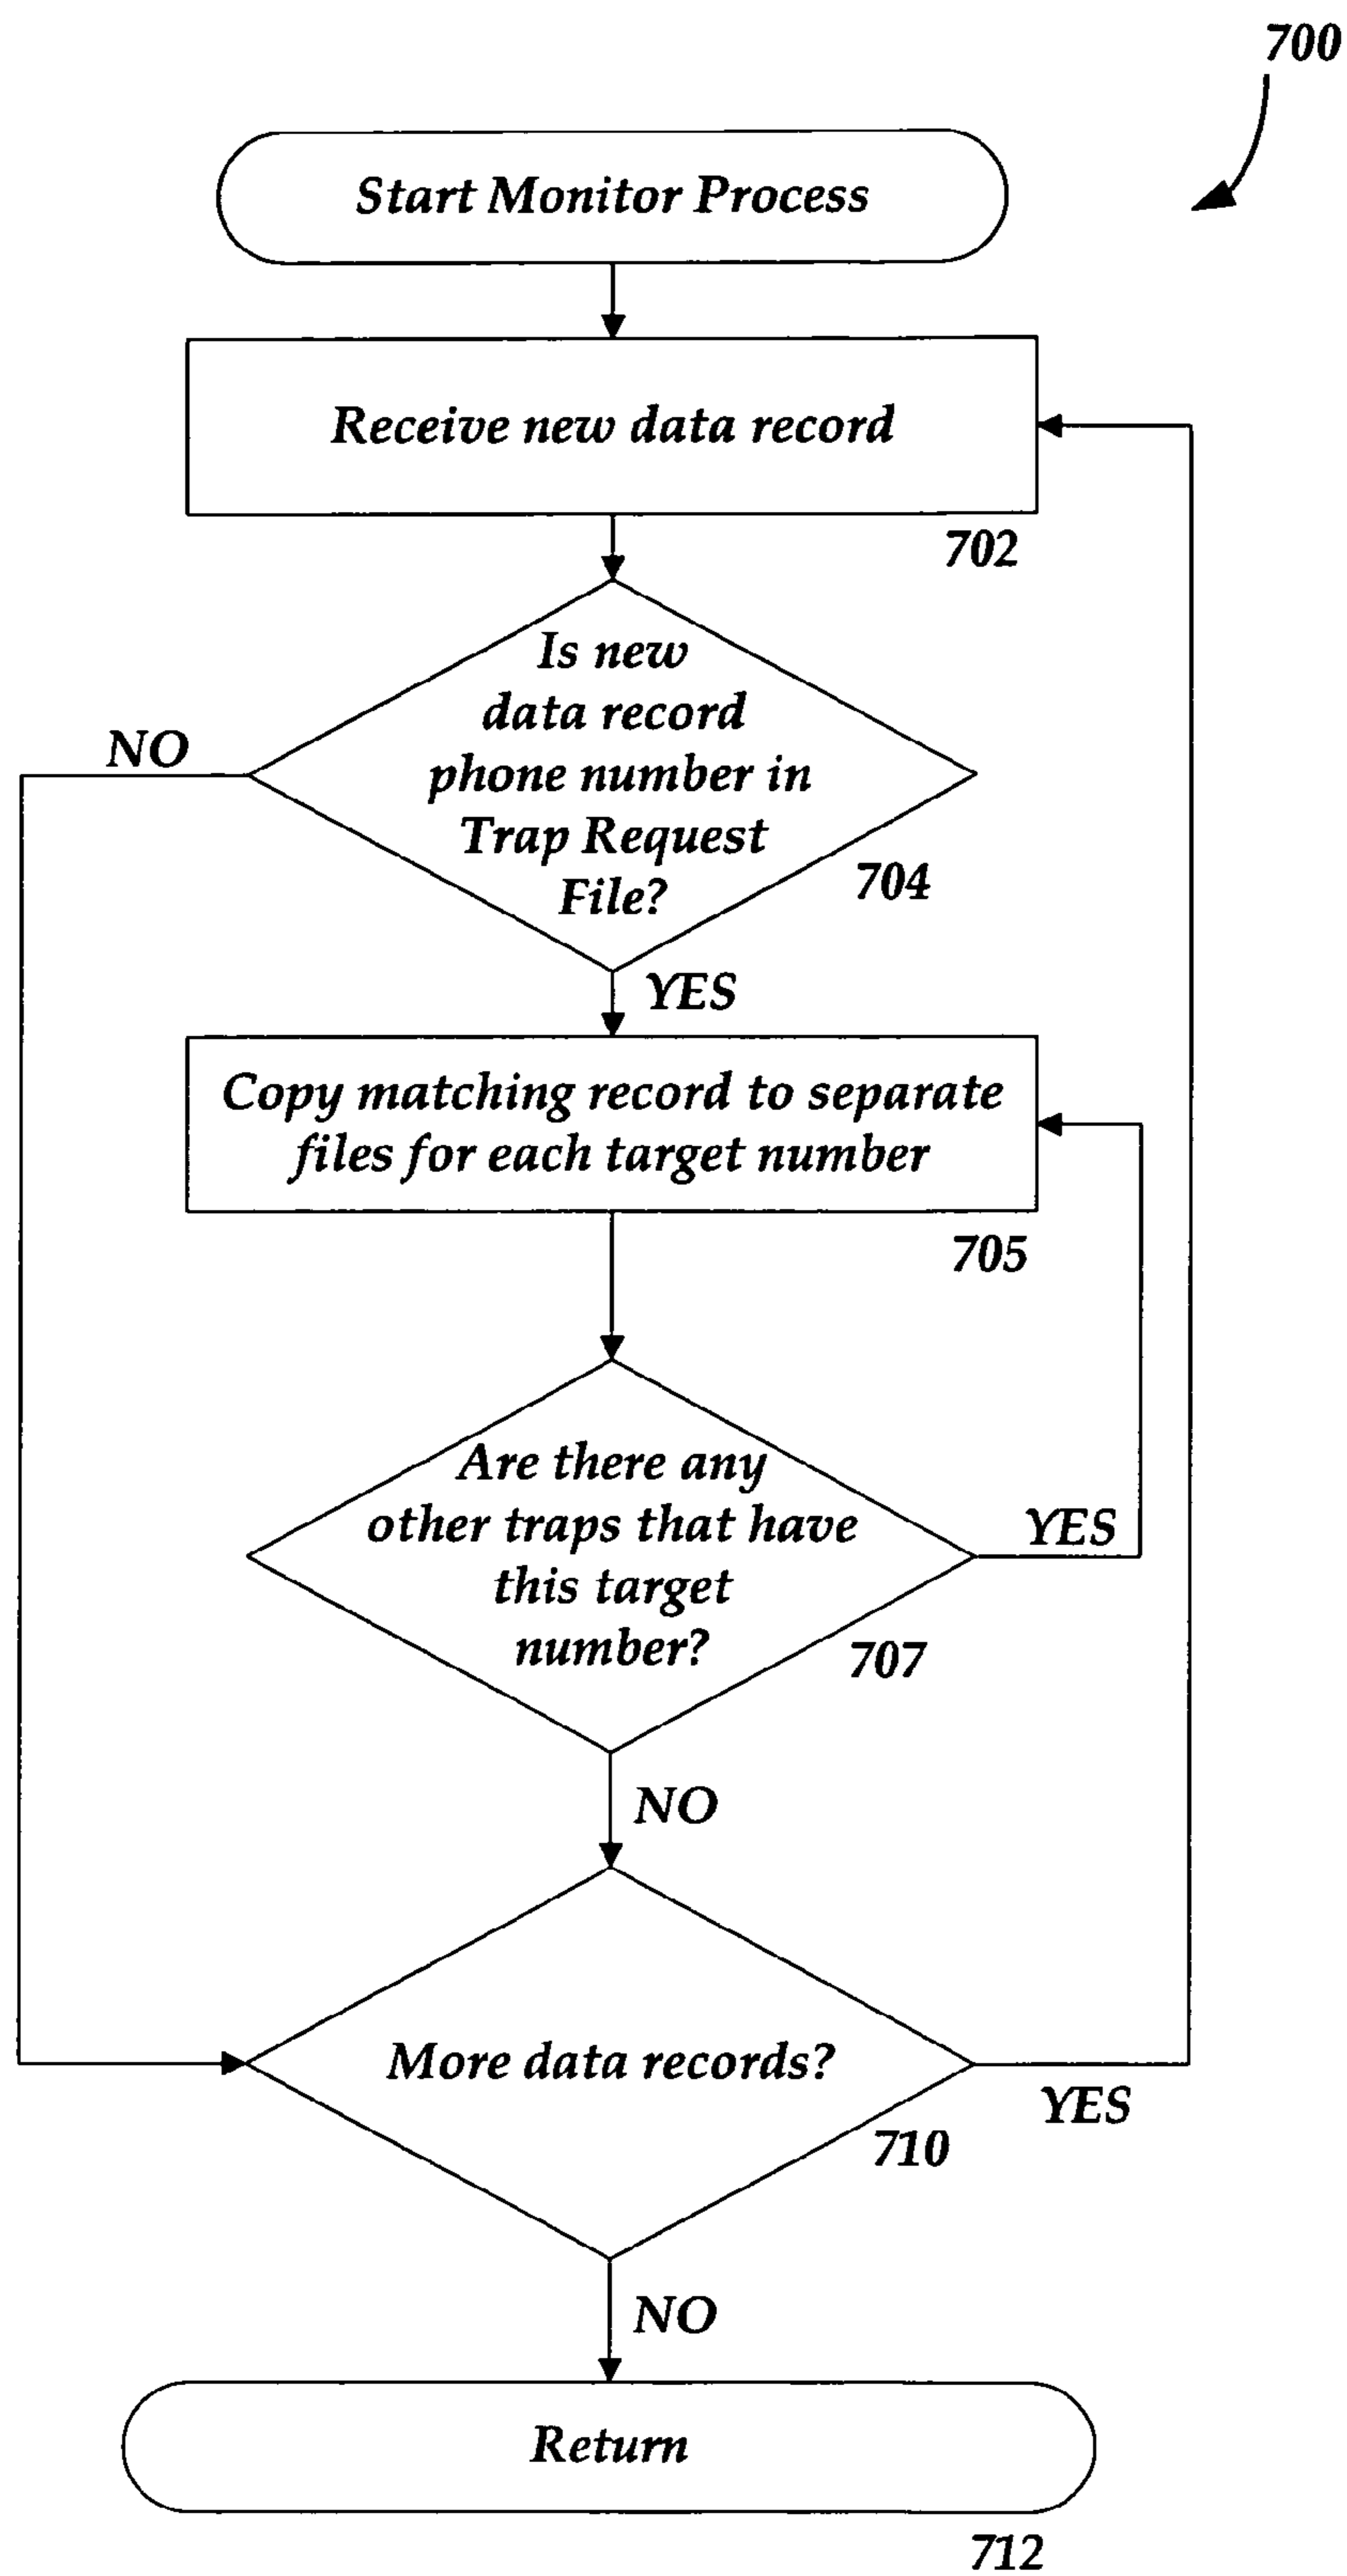 700
Start Monitor Process
Receive new data record
702
Is new
data record
phone number in
Trap Request
File?
704
NO
YES
Copy matching record to separate
files for each target number
705
Are there any
other traps that have
this target
number?
707
YES
NO
More data records?
710
YES
NO
Return
712